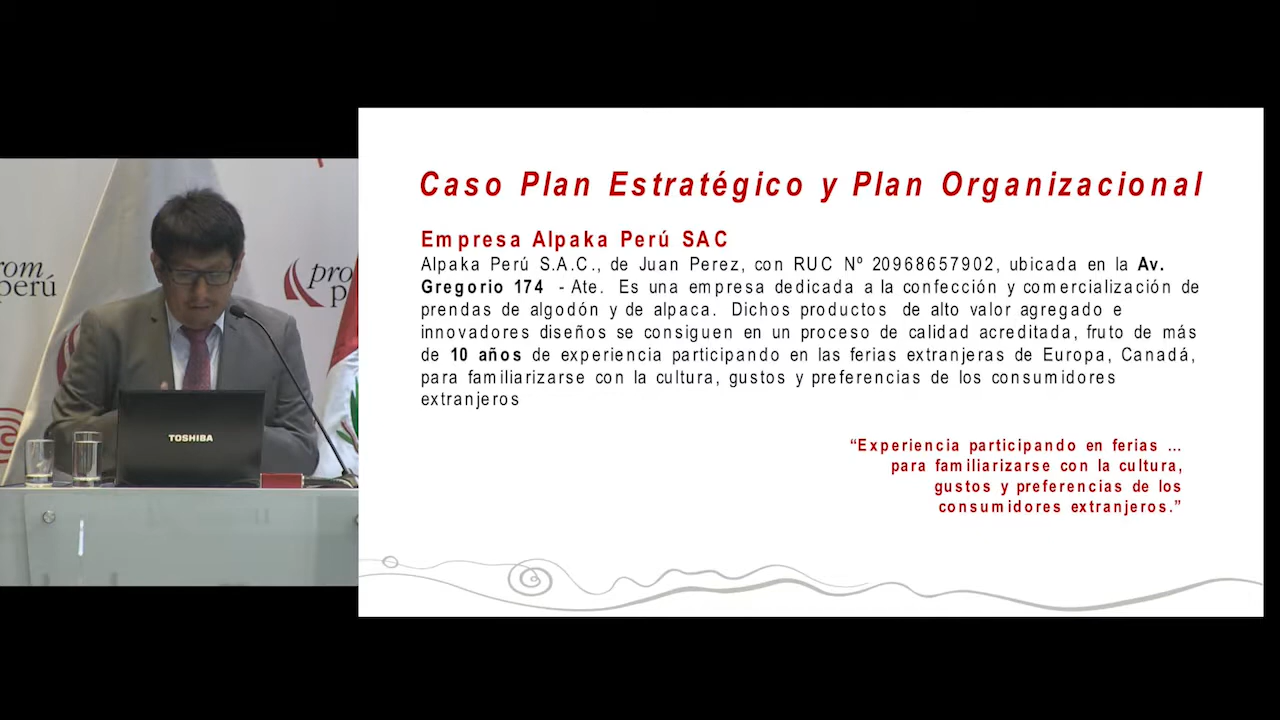 Caso Plan Estratégico y Plan Organizacional
Empresa Alpaka Perú SAC
Alpaka Perú S.A.C., de Juan Perez, con RUC Nº 20968657902, ubicada en la Av.
Gregorio 174 - Ate. Es una empresa dedicada a la confección y comercialización de
prendas de algodón y de alpaca. Dichos productos de alto valor agregado e
innovadores diseños se consiguen en un proceso de calidad acreditada, fruto de más
de 10 años de experiencia participando en las ferias extranjeras de Europa, Canadá,
para familiarizarse con la cultura, gustos y preferencias de los consumidores
extranjeros
“Experiencia participando en ferias ...
para familiarizarse con la cultura,
gustos y preferencias de los
consumidores extranjeros.”
rom
perú
pro
p
TOSHIBA